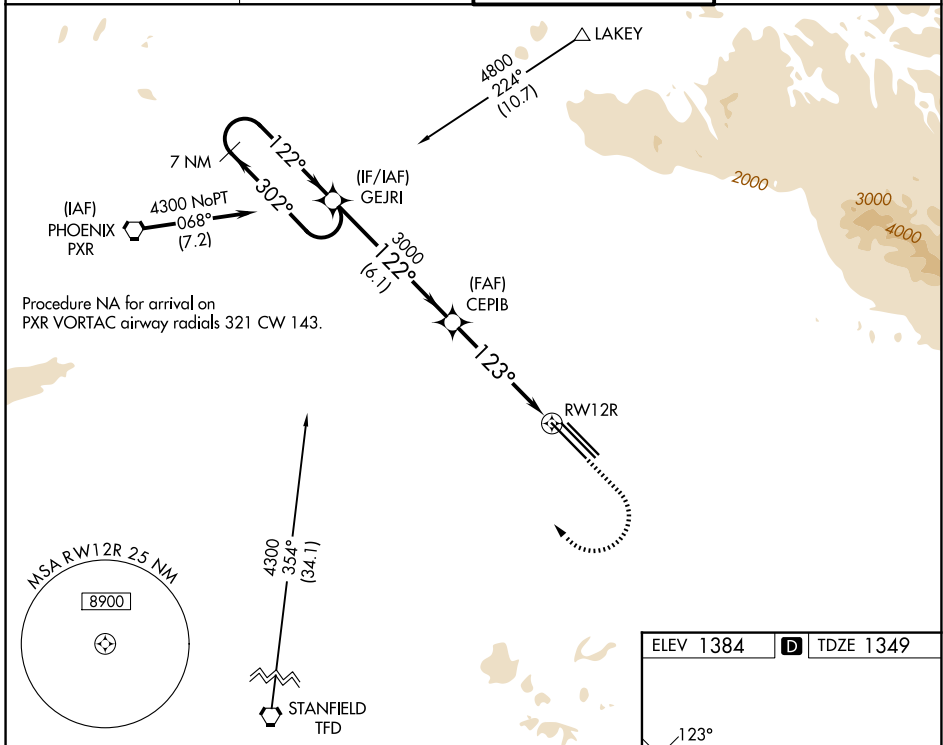 LAKEY
4800
224°
(10.7)
7 NM
122°
302°
(IF/IAF)
GEJRI
(IAF)
PHOENIX
PXR
4300 NoPT
068°
(7.2)
2000
3000
4000
3000
122°
(6.1)
(FAF)
CEPIB
Procedure NA for arrival on
PXR VORTAC airway radials 321 CW 143.
123°
RW12R
4300
354°
(34.1)
MSA RW12R 25 NM
8900
STANFIELD
TFD
ELEV 1384 D TDZE 1349
123°